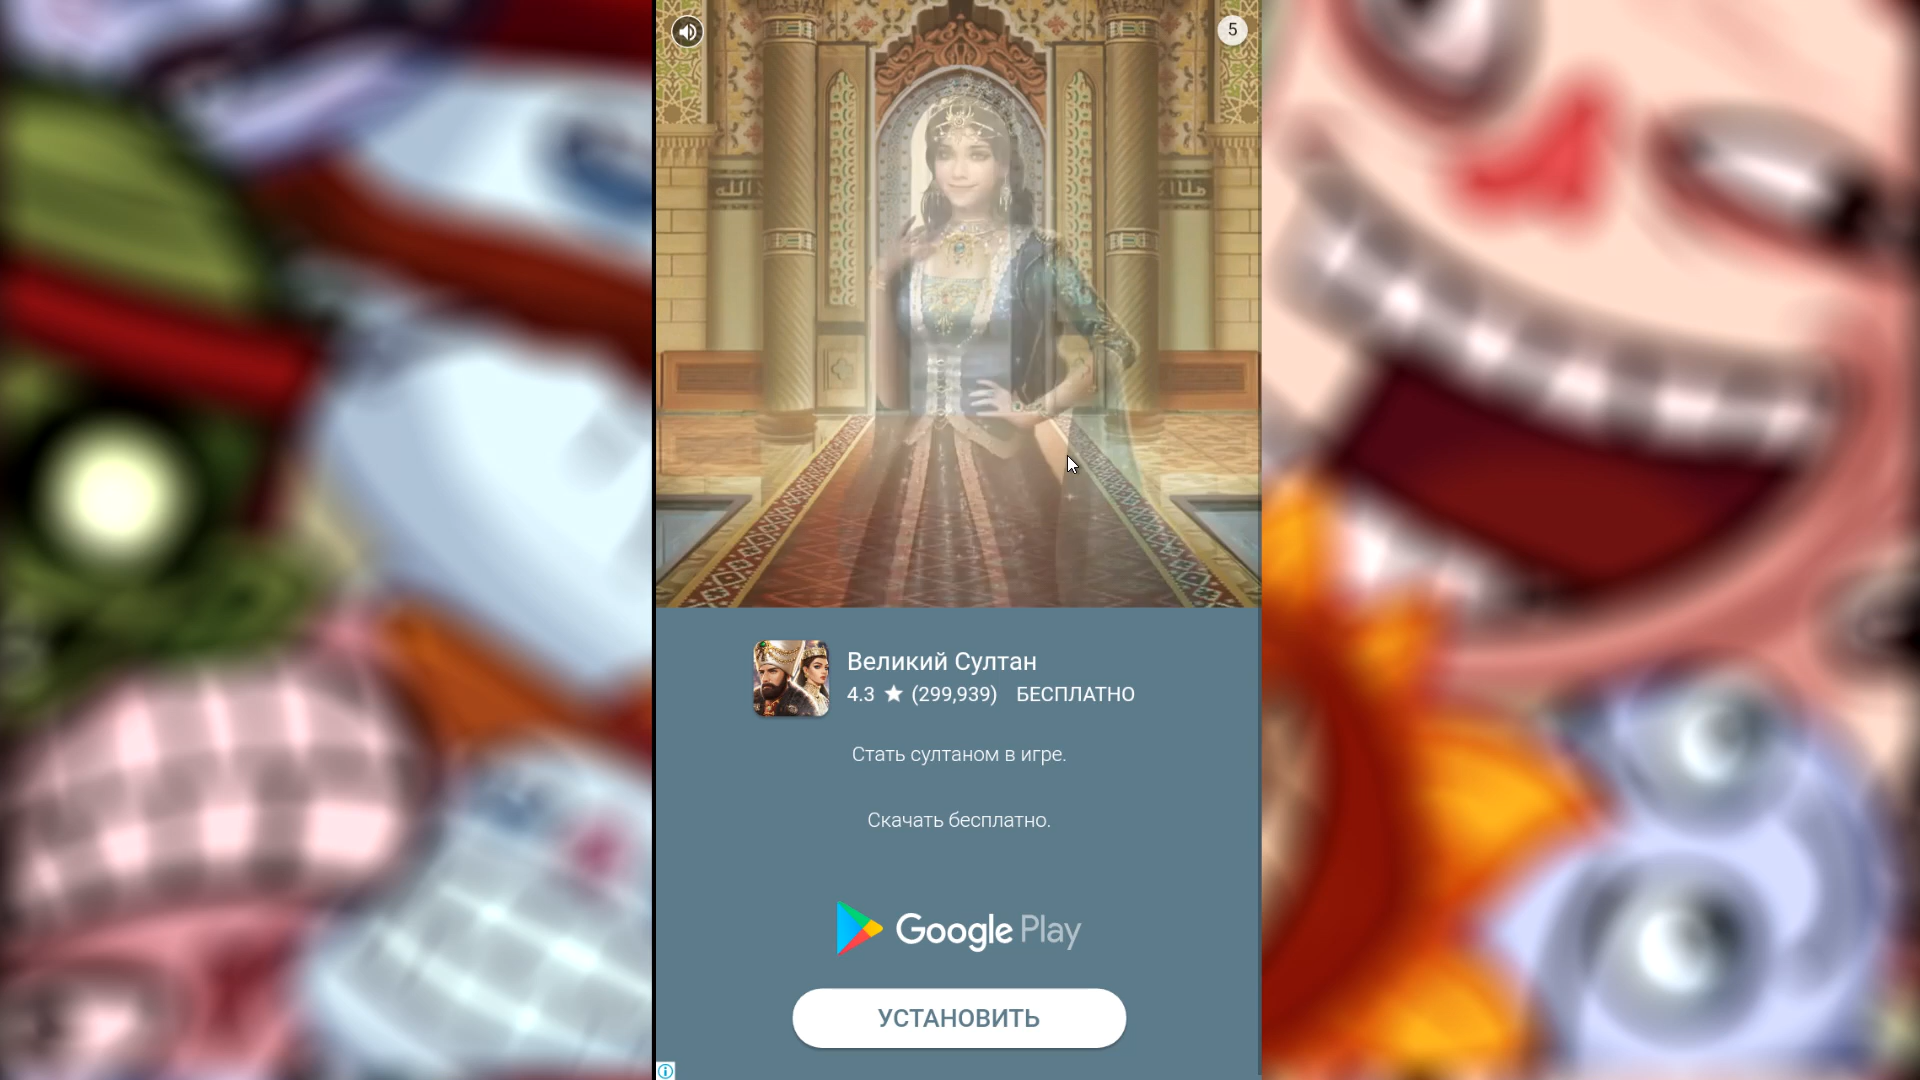 5
Великий Султан
4.3 ★ (299,939) БЕСПЛАТНО
Стать султаном в игре.
Скачать бесплатно.
Google Play
УСТАНОВИТЬ